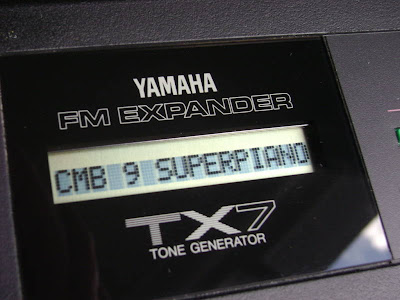 YAMAHA
FM EXPANDER
CMB 9 SUPERPIANO
TX7
TONE GENERATOR